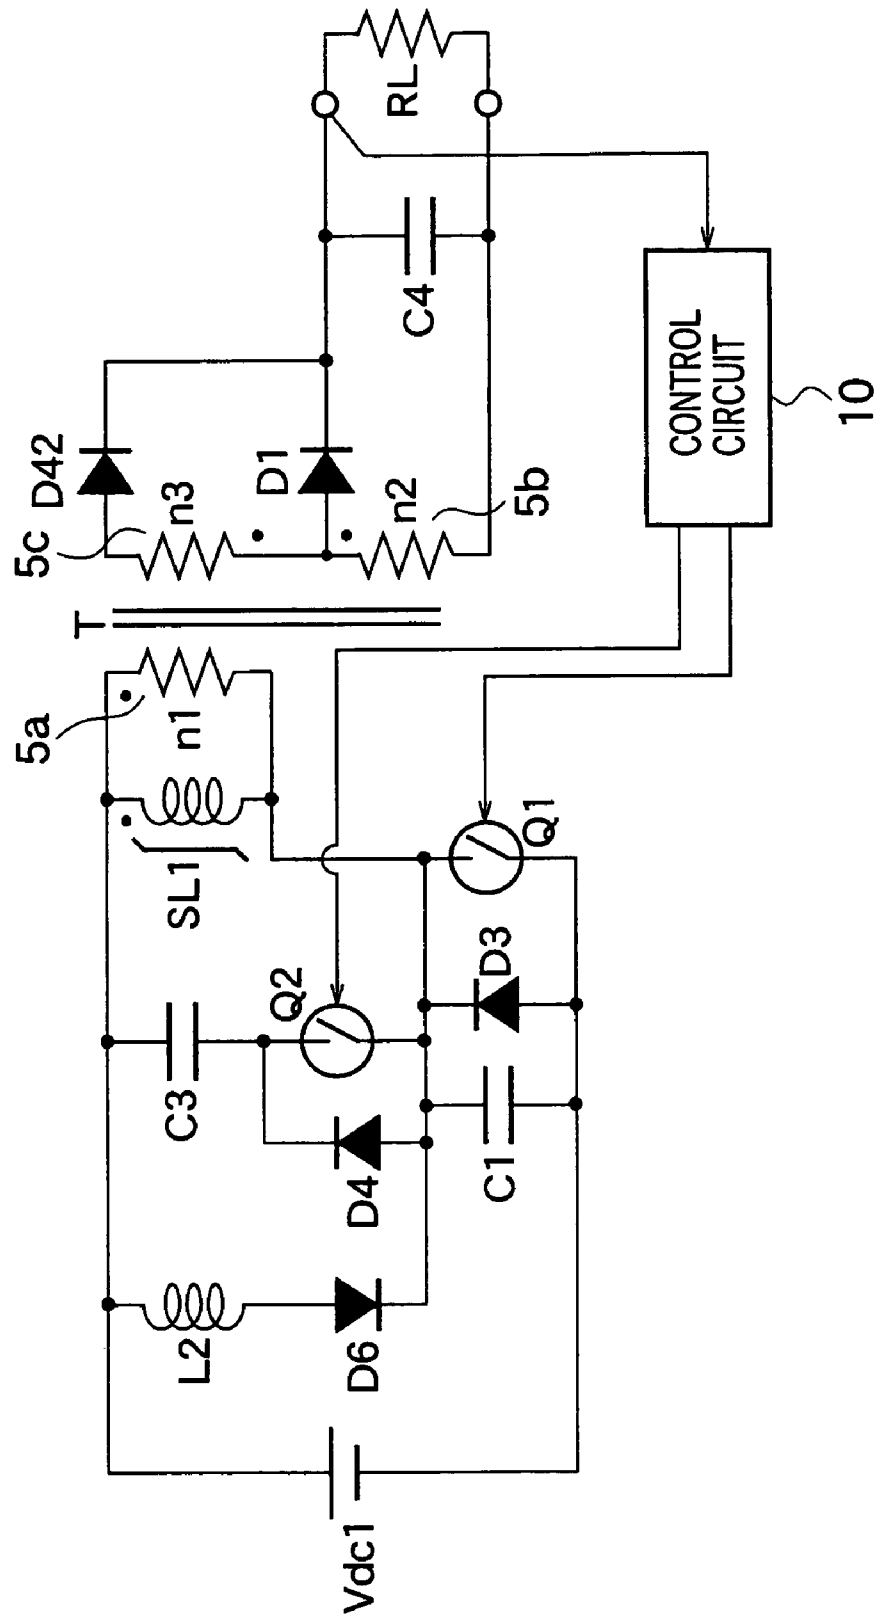 Vdc1
L2
D6
C3
D4
Q2
C1
D3
Q1
SL1
5a
n1
T
5c
n3
D42
D1
n2
5b
C4
RL
CONTROL
CIRCUIT
10